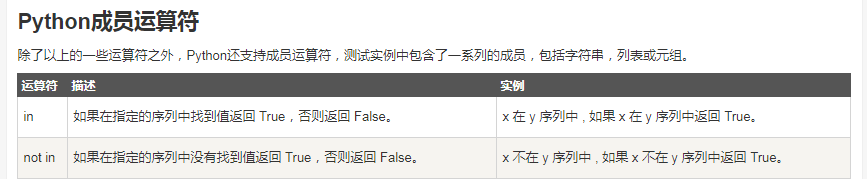 Python成员运算符
除了以上的一些运算符之外，Python还支持成员运算符，测试实例中包含了一系列的成员，包括字符串，列表或元组。
运算符 描述 实例
in 如果在指定的序列中找到值返回 True，否则返回 False。 x 在 y 序列中 , 如果 x 在 y 序列中返回 True。
not in 如果在指定的序列中没有找到值返回 True，否则返回 False。 x 不在 y 序列中 , 如果 x 不在 y 序列中返回 True。